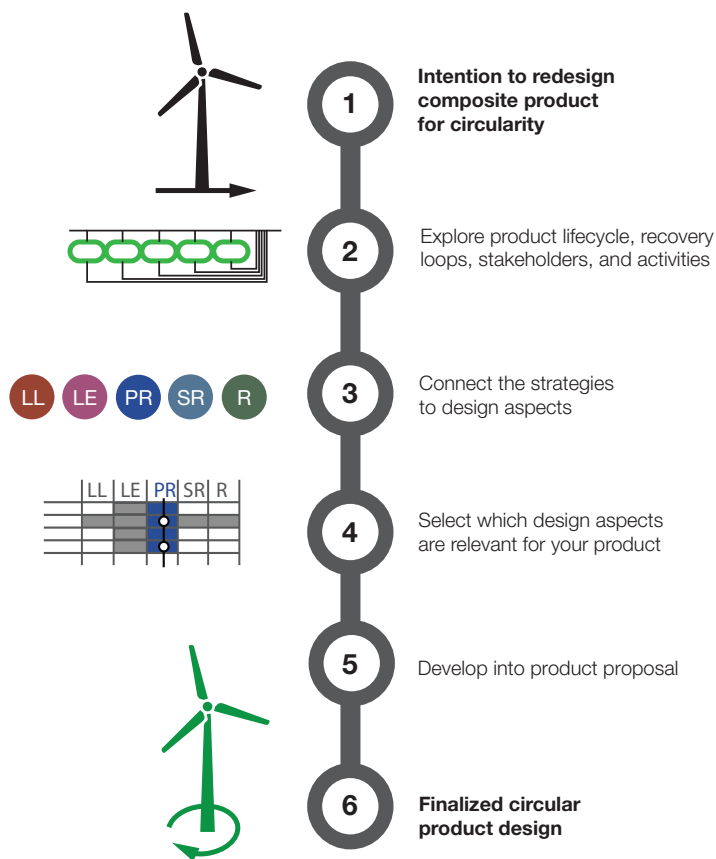 1
Intention to redesign
composite product
for circularity
2
Explore product lifecycle, recovery
loops, stakeholders, and activities
LL LE PR SR R
3
Connect the strategies
to design aspects
LL LE PR SR R
4
Select which design aspects
are relevant for your product
5
Develop into product proposal
6
Finalized circular
product design